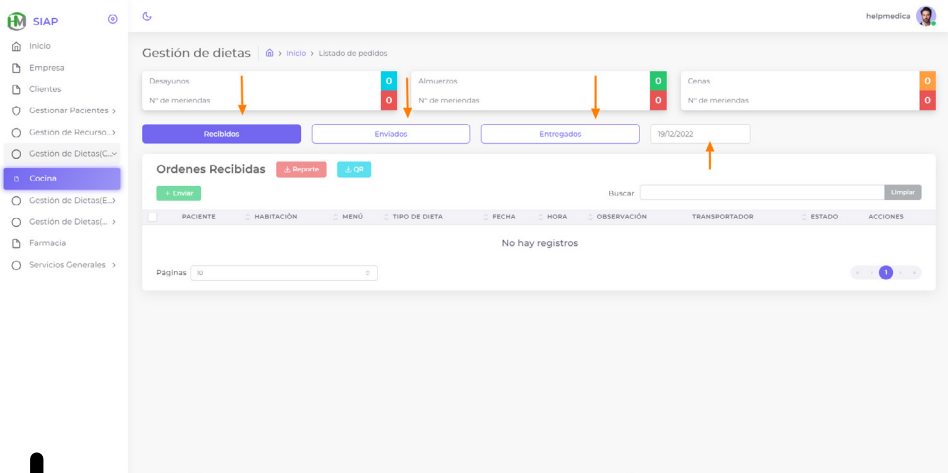 SIAP
helpmedica
Inicio
Empresa
Clientes
Gestionar Pacientes
Gestión de Recurso...
Gestión de Dietas(C...
Cocina
Gestión de Dietas(E...
Gestión de Dietas(...
Farmacia
Servicios Generales
Gestión de dietas
Inicio > Listado de pedidos
Desayunos 0
N° de meriendas 0
Almuerzos 0
N° de meriendas 0
Cenas 0
N° de meriendas 0
Recibidos Enviados Entregados 19/12/2022
Ordenes Recibidas Reporte QR
+ Enviar Buscar Limpiar
PACIENTE HABITACIÓN MENÚ TIPO DE DIETA FECHA HORA OBSERVACIÓN TRANSPORTADOR ESTADO ACCIONES
No hay registros
Páginas 10 « ‹ 1 › »